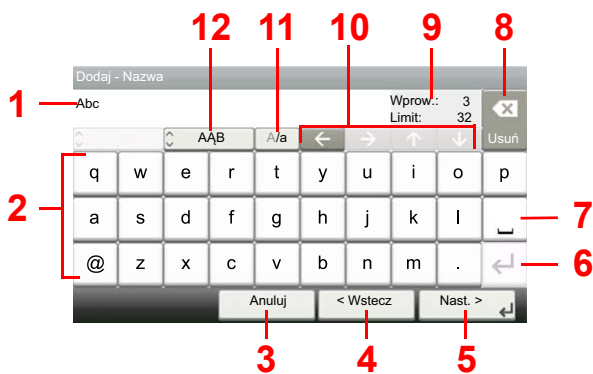 12 11 10 9 8
Dodaj - Nazwa
1 Abc Wprow.: 3
Limit: 32
AĄB A/a ← → ↑ ↓ Usuń
q w e r t y u i o p
2 a s d f g h j k l 7
@ z x c v b n m . 6
Anuluj < Wstecz Nast. >
3 4 5